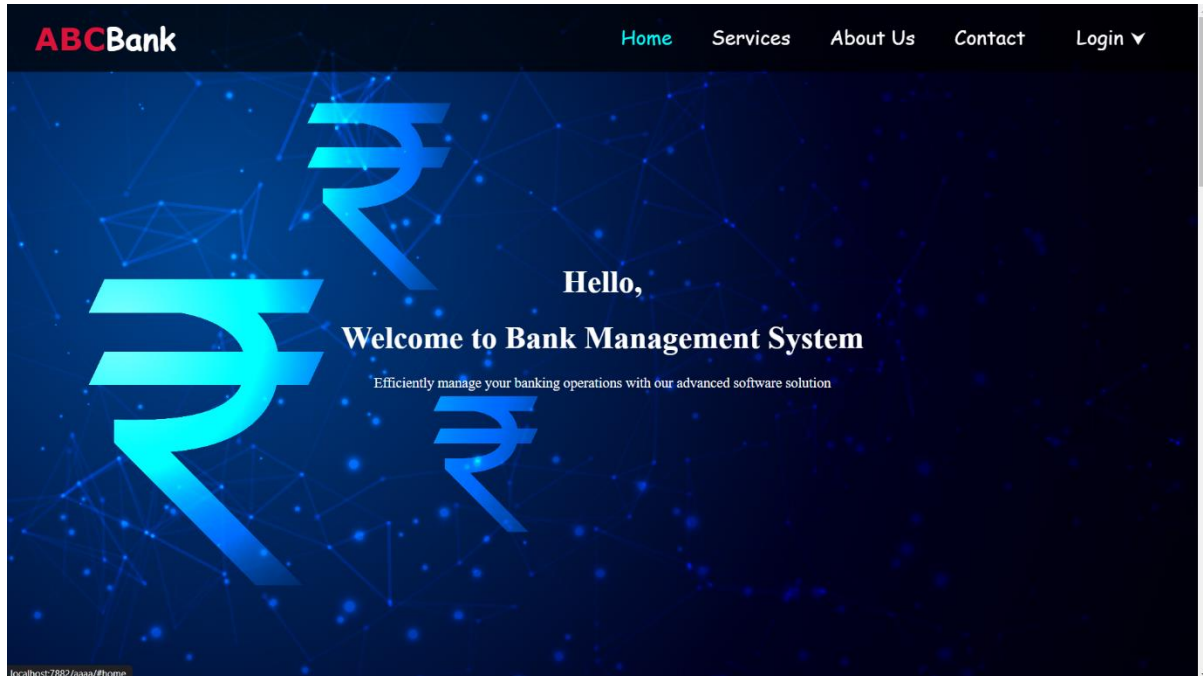 ABCBank
Home Services About Us Contact Login
Hello,
Welcome to Bank Management System
Efficiently manage your banking operations with our advanced software solution
localhost:7882/aaaa/#home